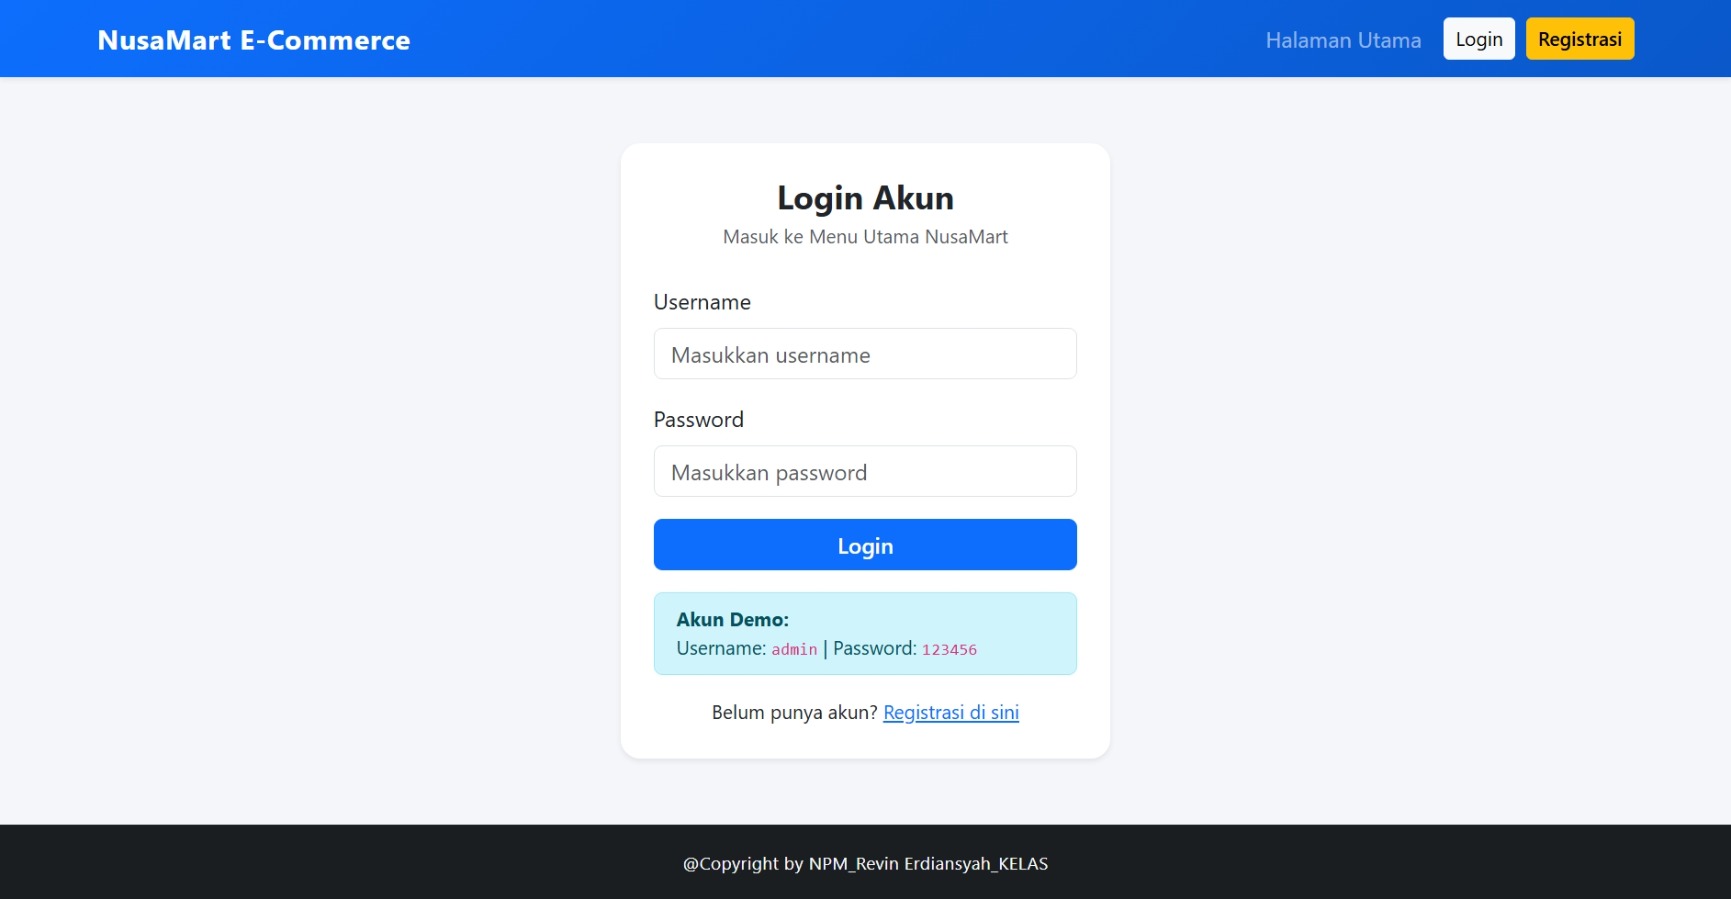 NusaMart E-Commerce
Halaman Utama
Login
Registrasi
Login Akun
Masuk ke Menu Utama NusaMart
Username
Masukkan username
Password
Masukkan password
Login
Akun Demo:
Username: admin | Password: 123456
Belum punya akun? Registrasi di sini
@Copyright by NPM_Revin Erdiansyah_KELAS